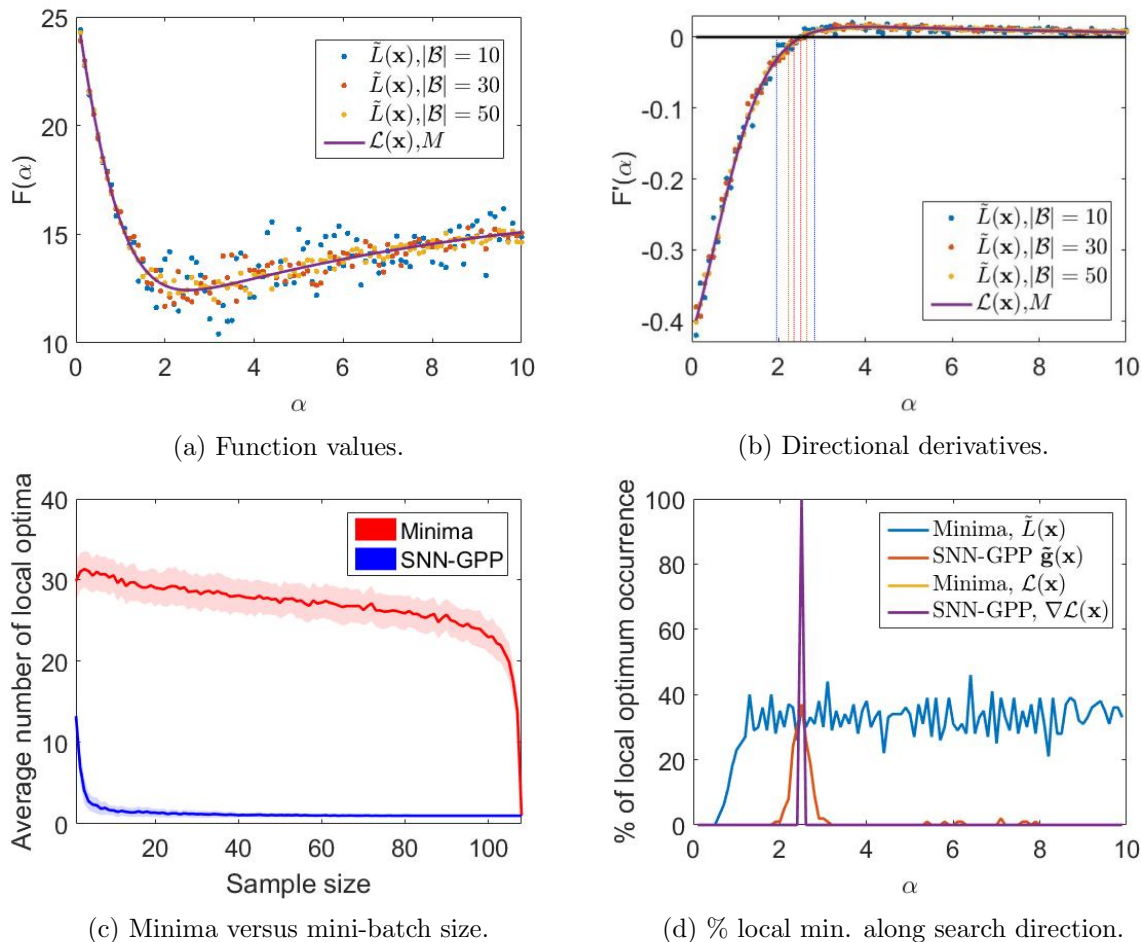 25
20
15
10
F(α)
L̃(x),|B| = 10
L̃(x),|B| = 30
L̃(x),|B| = 50
ℒ(x),M
0 2 4 6 8 10
α
(a) Function values.
0
-0.1
-0.2
-0.3
-0.4
F'(α)
L̃(x),|B| = 10
L̃(x),|B| = 30
L̃(x),|B| = 50
ℒ(x),M
0 2 4 6 8 10
α
(b) Directional derivatives.
40
30
20
10
0
Average number of local optima
Minima
SNN-GPP
20 40 60 80 100
Sample size
(c) Minima versus mini-batch size.
100
80
60
40
20
0
% of local optimum occurrence
Minima, L̃(x)
SNN-GPP g̃(x)
Minima, ℒ(x)
SNN-GPP, ∇ℒ(x)
0 2 4 6 8 10
α
(d) % local min. along search direction.